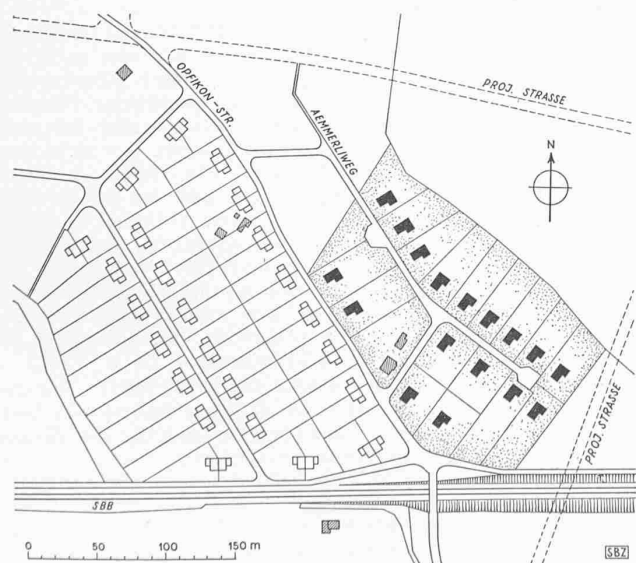 PROJ. STRASSE
OPFIKON-STR.
AEMMERLIWEG
N
PROJ. STRASSE
SBB
0 50 100 150 m
SBZ